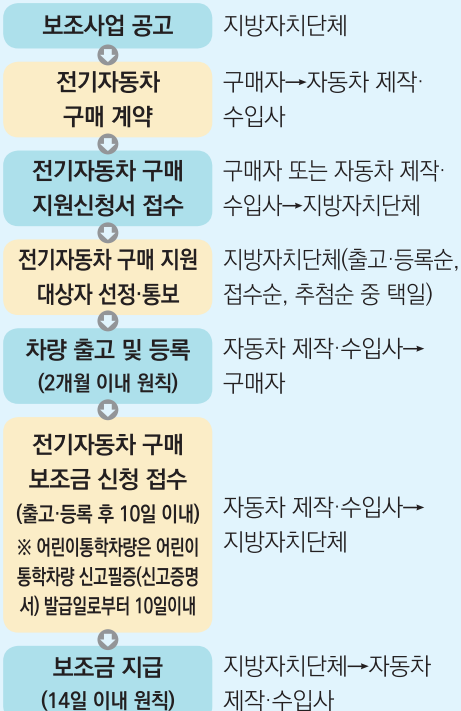 보조사업 공고
지방자치단체
전기자동차
구매 계약
구매자→자동차 제작·
수입사
전기자동차 구매
지원신청서 접수
구매자 또는 자동차 제작·
수입사→지방자치단체
전기자동차 구매 지원
대상자 선정·통보
지방자치단체(출고·등록순,
접수순, 추첨순 중 택일)
차량 출고 및 등록
(2개월 이내 원칙)
자동차 제작·수입사→
구매자
전기자동차 구매
보조금 신청 접수
(출고·등록 후 10일 이내)
※ 어린이통학차량은 어린이
통학차량 신고필증(신고증명
서) 발급일로부터 10일이내
자동차 제작·수입사→
지방자치단체
보조금 지급
(14일 이내 원칙)
지방자치단체→자동차
제작·수입사